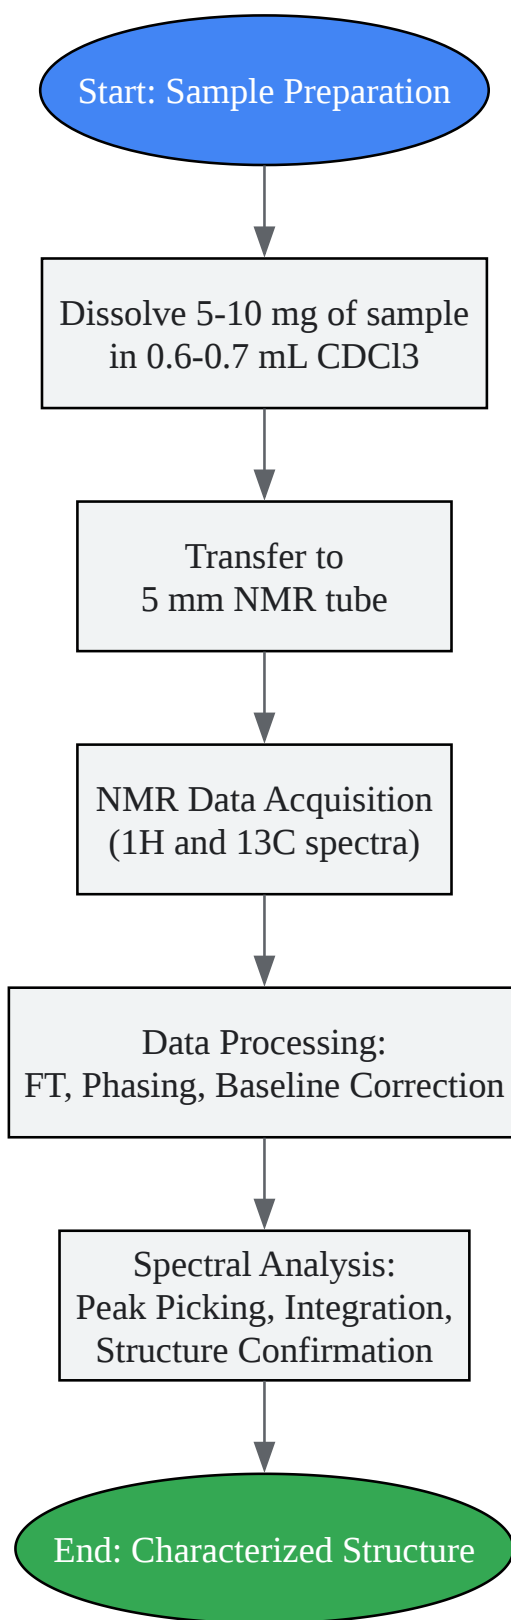 Start: Sample Preparation
Dissolve 5-10 mg of sample
in 0.6-0.7 mL CDCl3
Transfer to
5 mm NMR tube
NMR Data Acquisition
(1H and 13C spectra)
Data Processing:
FT, Phasing, Baseline Correction
Spectral Analysis:
Peak Picking, Integration,
Structure Confirmation
End: Characterized Structure